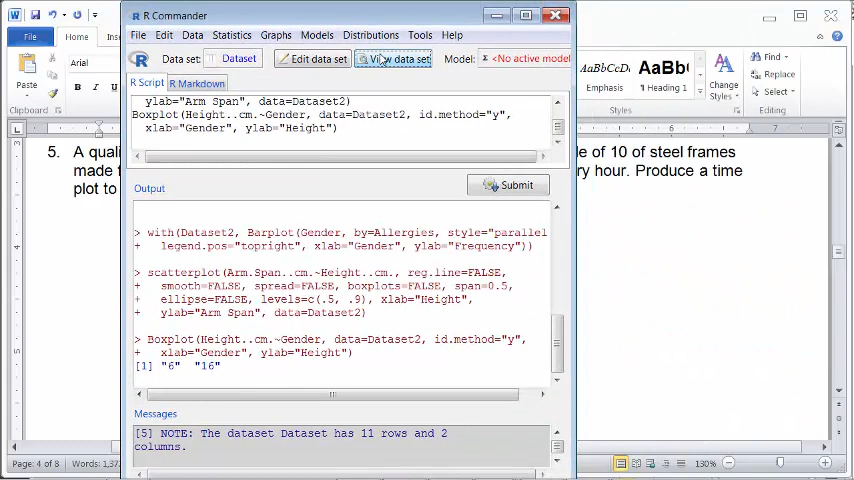 R Commander
File Edit Data Statistics Graphs Models Distributions Tools Help
Data set: Dataset Edit data set View data set Model: Σ <No active model
R Script R Markdown
ylab="Arm Span", data=Dataset2)
Boxplot(Height..cm.~Gender, data=Dataset2, id.method="y",
xlab="Gender", ylab="Height")
Output
Submit
> with(Dataset2, Barplot(Gender, by=Allergies, style="parallel
+ legend.pos="topright", xlab="Gender", ylab="Frequency"))
> scatterplot(Arm.Span..cm.~Height..cm., reg.line=FALSE,
+ smooth=FALSE, spread=FALSE, boxplots=FALSE, span=0.5,
+ ellipse=FALSE, levels=c(.5, .9), xlab="Height",
+ ylab="Arm Span", data=Dataset2)
> Boxplot(Height..cm.~Gender, data=Dataset2, id.method="y",
+ xlab="Gender", ylab="Height")
[1] "6" "16"
Messages
[5] NOTE: The dataset Dataset has 11 rows and 2
columns.
File Home
Arial
Paste
B I U
Clipboard
AaBbCcI AaBb(
Emphasis Heading 1
Change
Styles
Styles
Find
Replace
Select
Editing
6 7
5. A quali
made f
plot to
le of 10 of steel frames
ry hour. Produce a time
Page: 4 of 8 Words: 1,37
130%